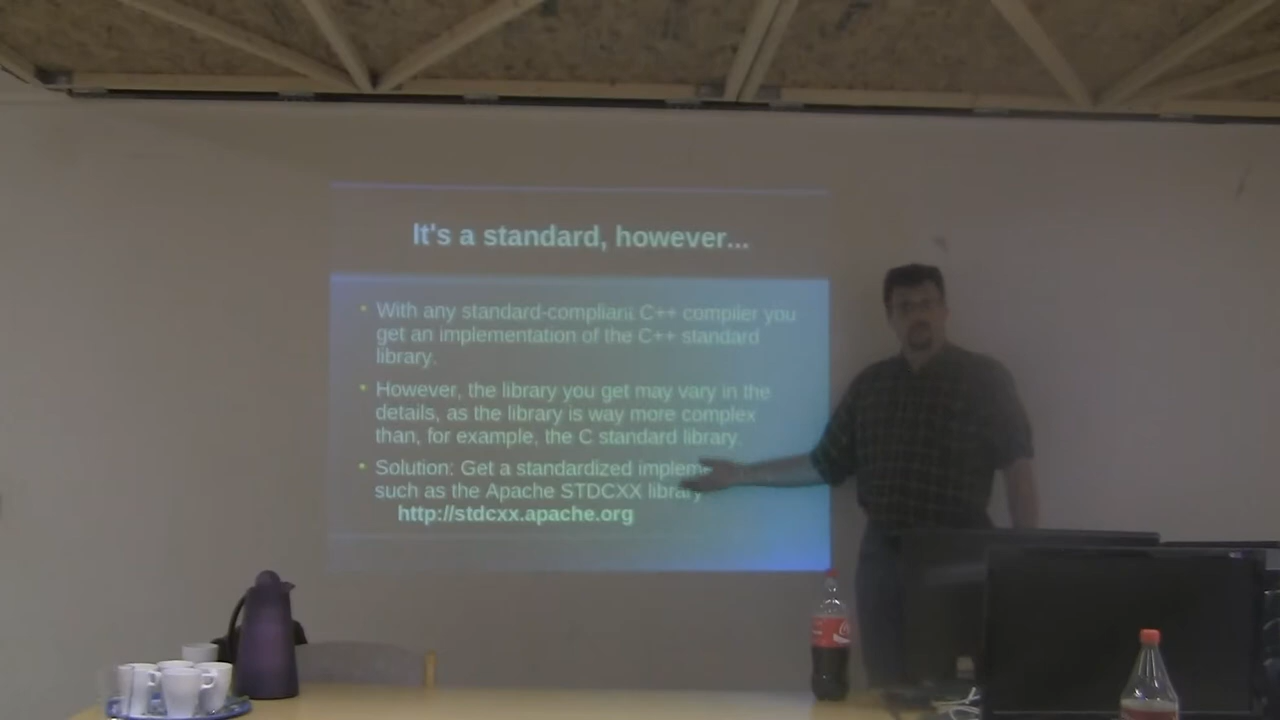 It's a standard, however...
• With any standard-compliant C++ compiler you
get an implementation of the C++ standard
library.
• However, the library you get may vary in the
details, as the library is way more complex
than, for example, the C standard library.
• Solution: Get a standardized implem
such as the Apache STDCXX library
http://stdcxx.apache.org